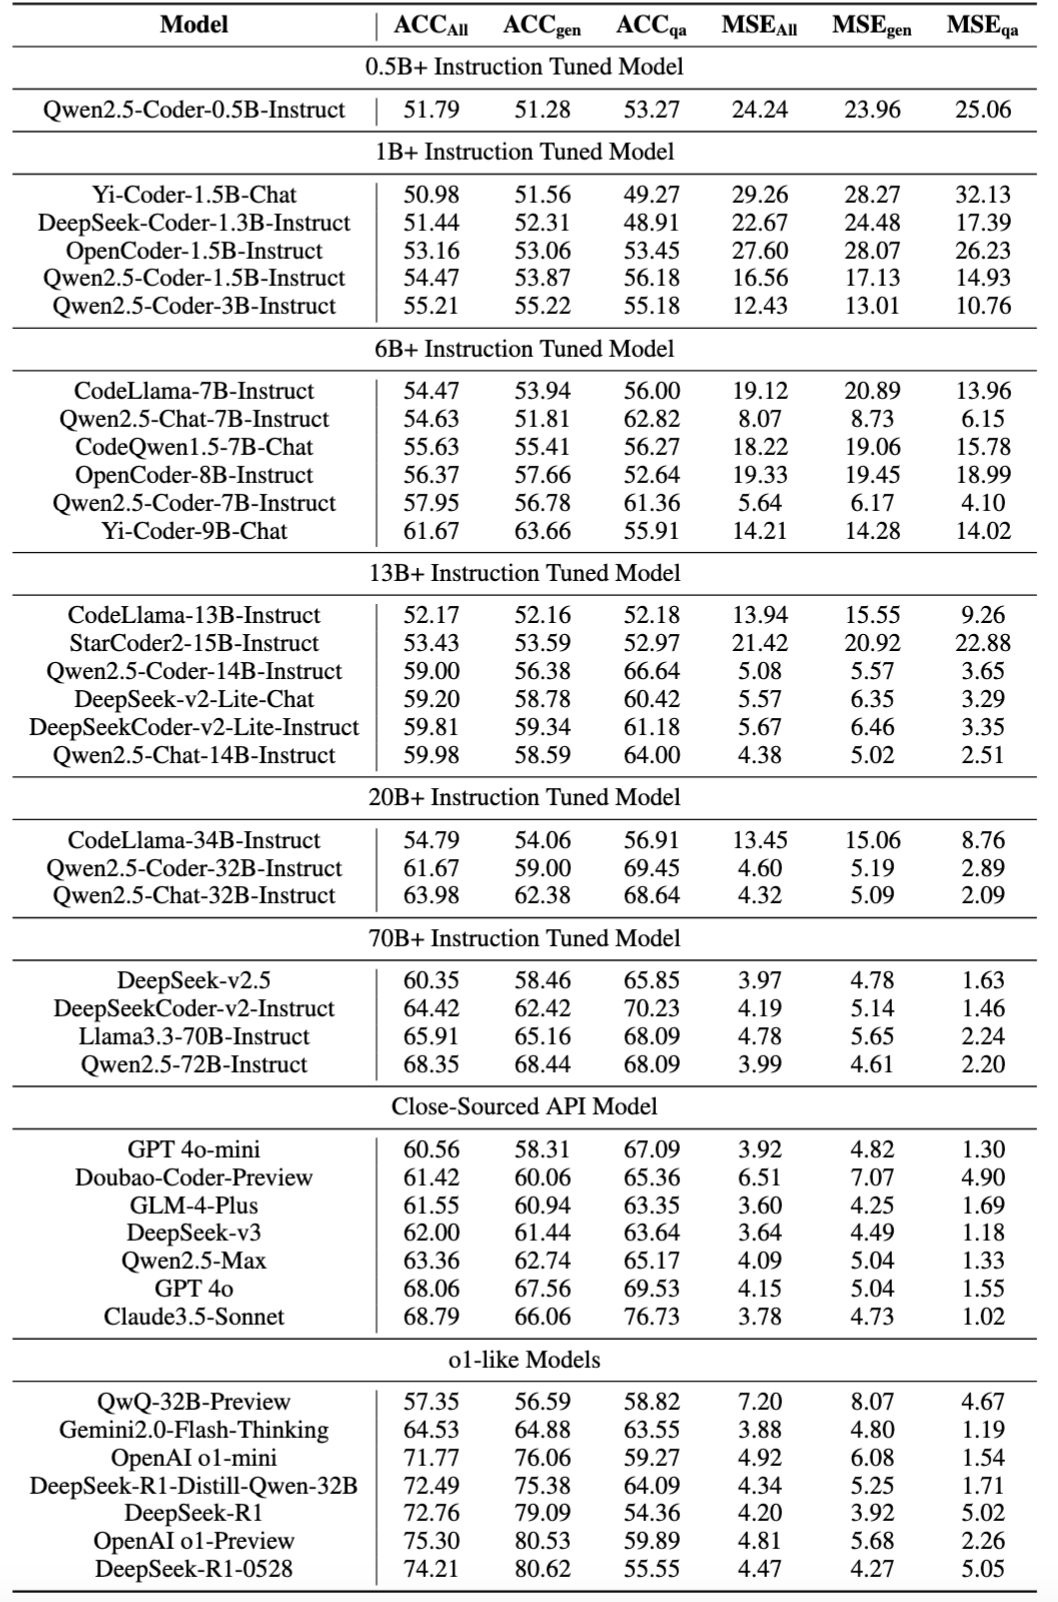 Model ACC_All ACC_gen ACC_qa MSE_All MSE_gen MSE_qa
0.5B+ Instruction Tuned Model
Qwen2.5-Coder-0.5B-Instruct 51.79 51.28 53.27 24.24 23.96 25.06
1B+ Instruction Tuned Model
Yi-Coder-1.5B-Chat 50.98 51.56 49.27 29.26 28.27 32.13
DeepSeek-Coder-1.3B-Instruct 51.44 52.31 48.91 22.67 24.48 17.39
OpenCoder-1.5B-Instruct 53.16 53.06 53.45 27.60 28.07 26.23
Qwen2.5-Coder-1.5B-Instruct 54.47 53.87 56.18 16.56 17.13 14.93
Qwen2.5-Coder-3B-Instruct 55.21 55.22 55.18 12.43 13.01 10.76
6B+ Instruction Tuned Model
CodeLlama-7B-Instruct 54.47 53.94 56.00 19.12 20.89 13.96
Qwen2.5-Chat-7B-Instruct 54.63 51.81 62.82 8.07 8.73 6.15
CodeQwen1.5-7B-Chat 55.63 55.41 56.27 18.22 19.06 15.78
OpenCoder-8B-Instruct 56.37 57.66 52.64 19.33 19.45 18.99
Qwen2.5-Coder-7B-Instruct 57.95 56.78 61.36 5.64 6.17 4.10
Yi-Coder-9B-Chat 61.67 63.66 55.91 14.21 14.28 14.02
13B+ Instruction Tuned Model
CodeLlama-13B-Instruct 52.17 52.16 52.18 13.94 15.55 9.26
StarCoder2-15B-Instruct 53.43 53.59 52.97 21.42 20.92 22.88
Qwen2.5-Coder-14B-Instruct 59.00 56.38 66.64 5.08 5.57 3.65
DeepSeek-v2-Lite-Chat 59.20 58.78 60.42 5.57 6.35 3.29
DeepSeekCoder-v2-Lite-Instruct 59.81 59.34 61.18 5.67 6.46 3.35
Qwen2.5-Chat-14B-Instruct 59.98 58.59 64.00 4.38 5.02 2.51
20B+ Instruction Tuned Model
CodeLlama-34B-Instruct 54.79 54.06 56.91 13.45 15.06 8.76
Qwen2.5-Coder-32B-Instruct 61.67 59.00 69.45 4.60 5.19 2.89
Qwen2.5-Chat-32B-Instruct 63.98 62.38 68.64 4.32 5.09 2.09
70B+ Instruction Tuned Model
DeepSeek-v2.5 60.35 58.46 65.85 3.97 4.78 1.63
DeepSeekCoder-v2-Instruct 64.42 62.42 70.23 4.19 5.14 1.46
Llama3.3-70B-Instruct 65.91 65.16 68.09 4.78 5.65 2.24
Qwen2.5-72B-Instruct 68.35 68.44 68.09 3.99 4.61 2.20
Close-Sourced API Model
GPT 4o-mini 60.56 58.31 67.09 3.92 4.82 1.30
Doubao-Coder-Preview 61.42 60.06 65.36 6.51 7.07 4.90
GLM-4-Plus 61.55 60.94 63.35 3.60 4.25 1.69
DeepSeek-v3 62.00 61.44 63.64 3.64 4.49 1.18
Qwen2.5-Max 63.36 62.74 65.17 4.09 5.04 1.33
GPT 4o 68.06 67.56 69.53 4.15 5.04 1.55
Claude3.5-Sonnet 68.79 66.06 76.73 3.78 4.73 1.02
o1-like Models
QwQ-32B-Preview 57.35 56.59 58.82 7.20 8.07 4.67
Gemini2.0-Flash-Thinking 64.53 64.88 63.55 3.88 4.80 1.19
OpenAI o1-mini 71.77 76.06 59.27 4.92 6.08 1.54
DeepSeek-R1-Distill-Qwen-32B 72.49 75.38 64.09 4.34 5.25 1.71
DeepSeek-R1 72.76 79.09 54.36 4.20 3.92 5.02
OpenAI o1-Preview 75.30 80.53 59.89 4.81 5.68 2.26
DeepSeek-R1-0528 74.21 80.62 55.55 4.47 4.27 5.05